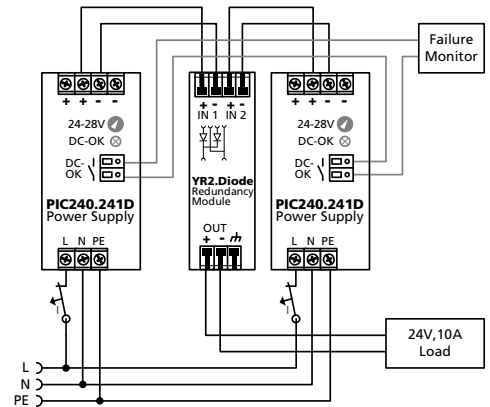 Failure
Monitor
+ + - -
24-28V
DC-OK
DC-
OK
PIC240.241D
Power Supply
L N PE
+ - + -
IN 1 IN 2
YR2.Diode
Redundancy
Module
OUT
+ -
+ + - -
24-28V
DC-OK
DC-
OK
PIC240.241D
Power Supply
L N PE
I
I
24V,10A
Load
L
N
PE